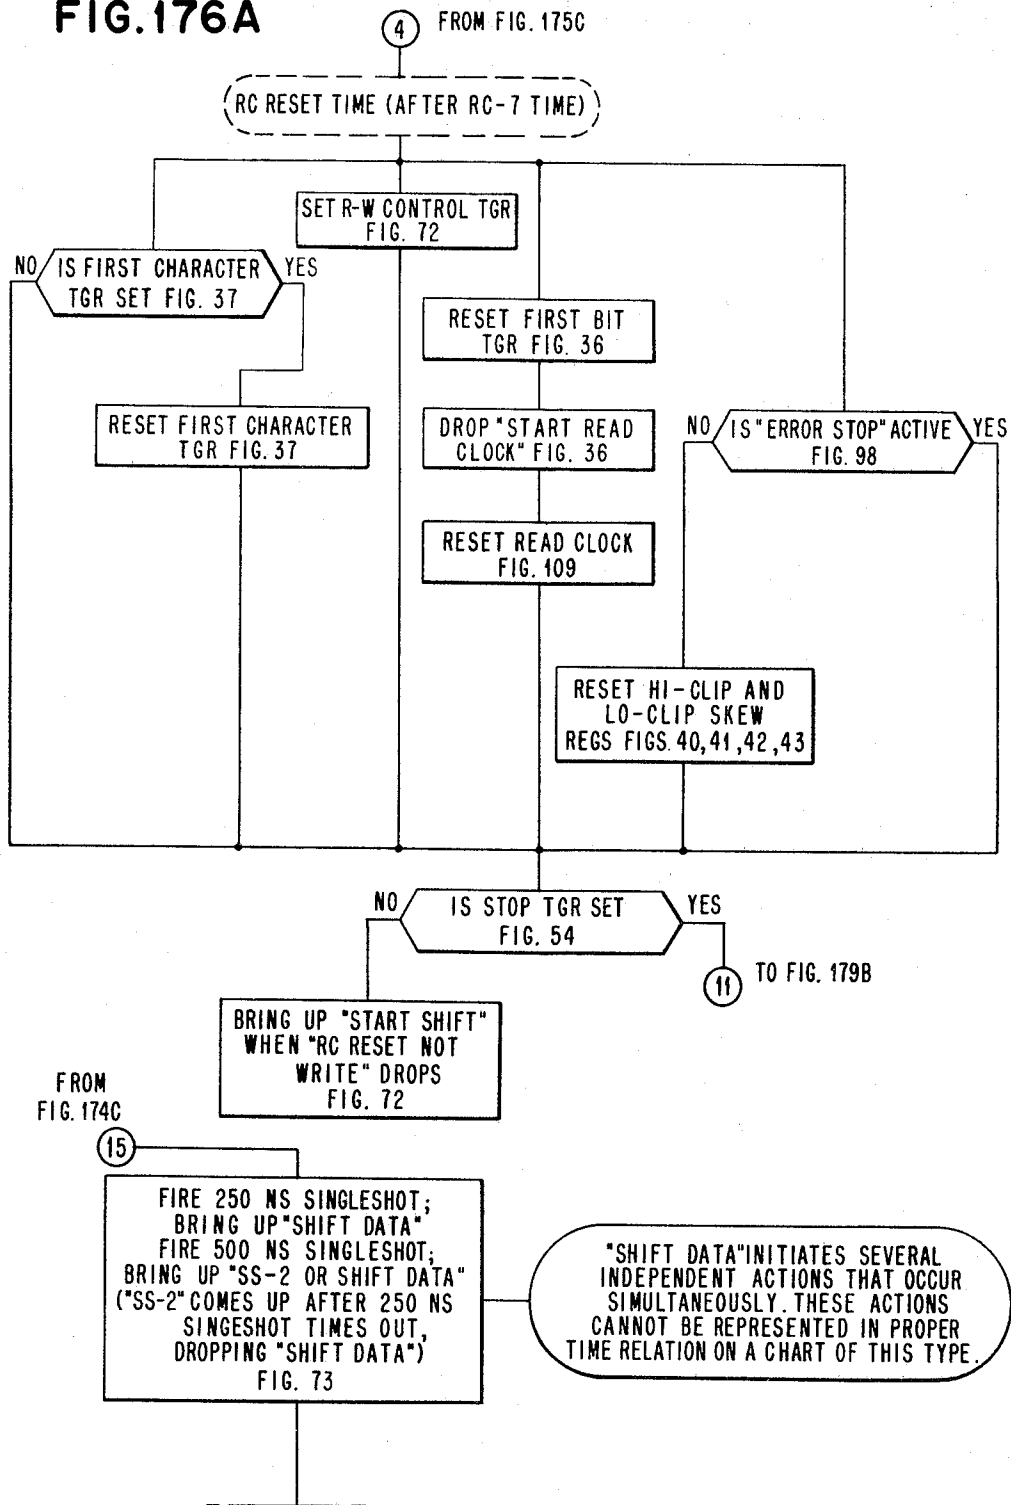 FIG.176A
4 FROM FIG. 175C
RC RESET TIME (AFTER RC-7 TIME)
SET R-W CONTROL TGR
FIG. 72
NO IS FIRST CHARACTER YES
TGR SET FIG. 37
RESET FIRST BIT
TGR FIG. 36
RESET FIRST CHARACTER
TGR FIG. 37
DROP "START READ
CLOCK" FIG. 36
NO IS "ERROR STOP" ACTIVE YES
FIG. 98
RESET READ CLOCK
FIG. 109
RESET HI-CLIP AND
LO-CLIP SKEW
REGS FIGS. 40,41,42,43
NO IS STOP TGR SET YES
FIG. 54
11 TO FIG. 179B
BRING UP "START SHIFT"
WHEN "RC RESET NOT
WRITE" DROPS
FIG. 72
FROM
FIG. 174C
15
FIRE 250 NS SINGLESHOT;
BRING UP "SHIFT DATA"
FIRE 500 NS SINGLESHOT;
BRING UP "SS-2 OR SHIFT DATA"
("SS-2" COMES UP AFTER 250 NS
SINGESHOT TIMES OUT,
DROPPING "SHIFT DATA")
FIG. 73
"SHIFT DATA" INITIATES SEVERAL
INDEPENDENT ACTIONS THAT OCCUR
SIMULTANEOUSLY. THESE ACTIONS
CANNOT BE REPRESENTED IN PROPER
TIME RELATION ON A CHART OF THIS TYPE.